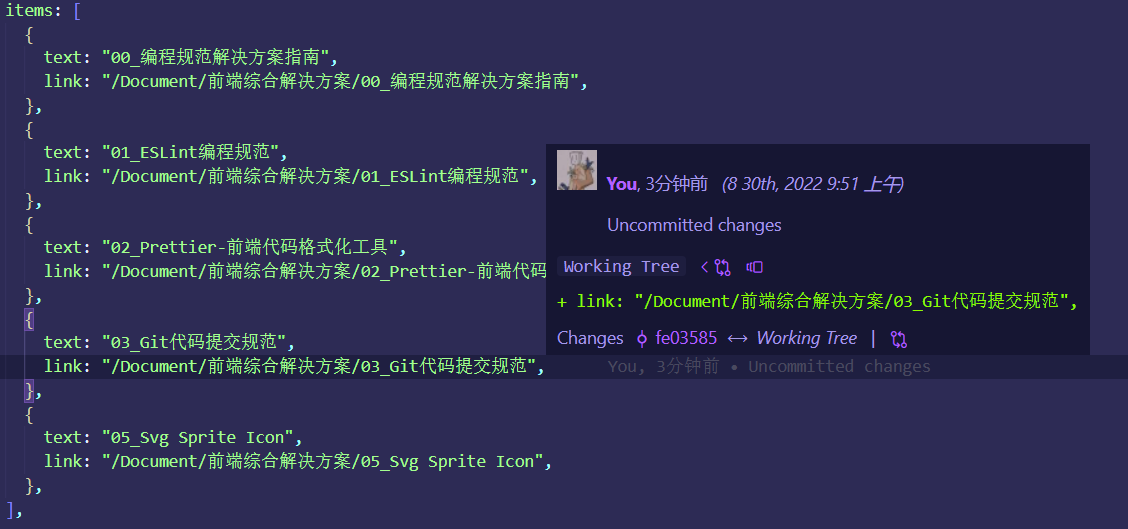 items: [
{
text: "00_编程规范解决方案指南",
link: "/Document/前端综合解决方案/00_编程规范解决方案指南",
},
{
text: "01_ESLint编程规范",
link: "/Document/前端综合解决方案/01_ESLint编程规范",
},
{
text: "02_Prettier-前端代码格式化工具",
link: "/Document/前端综合解决方案/02_Prettier-前端代码
},
{
text: "03_Git代码提交规范",
link: "/Document/前端综合解决方案/03_Git代码提交规范",
},
{
text: "05_Svg Sprite Icon",
link: "/Document/前端综合解决方案/05_Svg Sprite Icon",
},
],
You, 3分钟前 (8 30th, 2022 9:51 上午)
Uncommitted changes
Working Tree
+ link: "/Document/前端综合解决方案/03_Git代码提交规范",
Changes fe03585 ↔ Working Tree |
You, 3分钟前 • Uncommitted changes